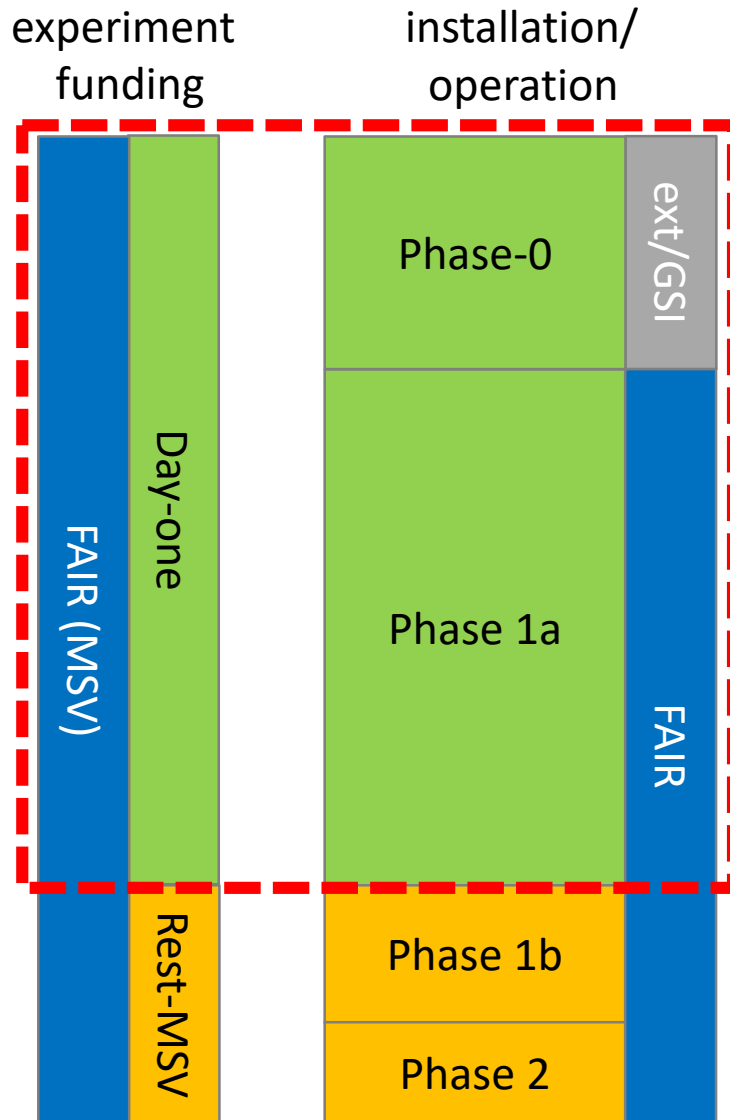 experiment
funding
installation/
operation
FAIR (MSV)
Day-one
Rest-MSV
Phase-0
Phase 1a
Phase 1b
Phase 2
ext/GSI
FAIR